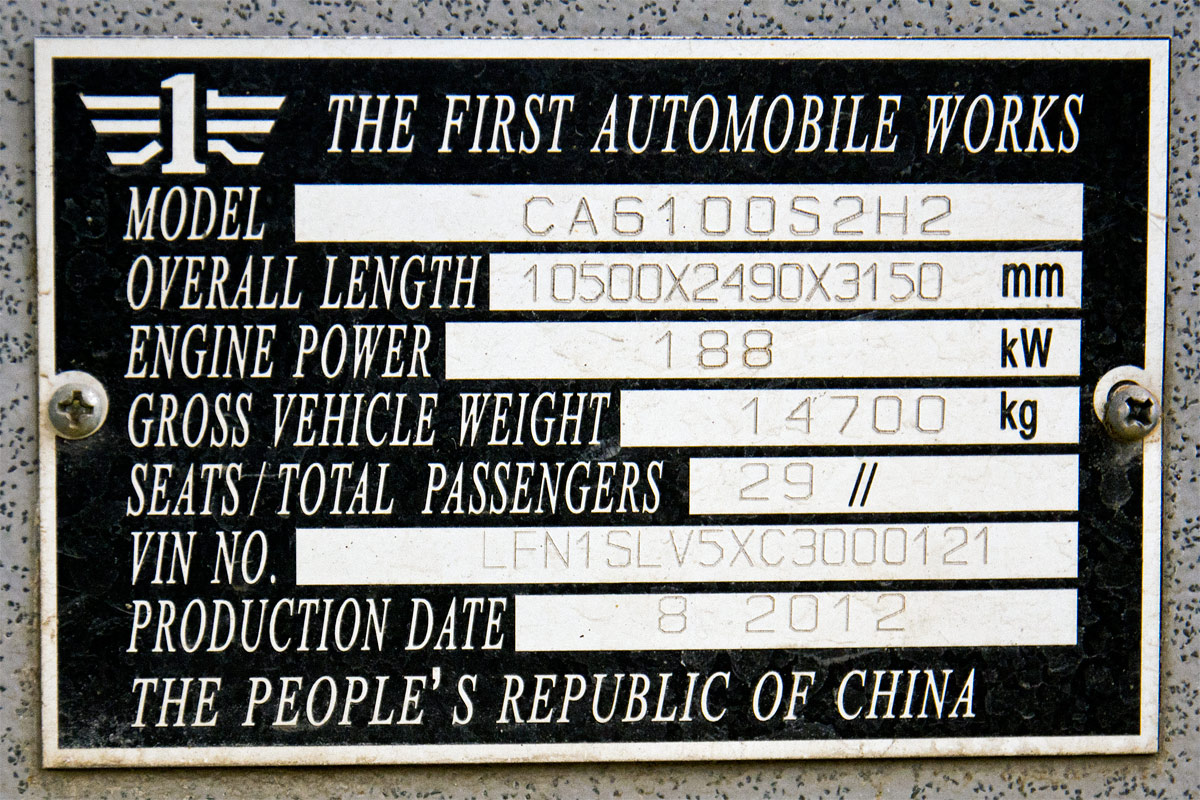 1 THE FIRST AUTOMOBILE WORKS
MODEL CA6100S2H2
OVERALL LENGTH 10500X2490X3150 mm
ENGINE POWER 188 kW
GROSS VEHICLE WEIGHT 14700 kg
SEATS/TOTAL PASSENGERS 29 //
VIN NO. LFN1SLV5XC3000121
PRODUCTION DATE 8 2012
THE PEOPLE'S REPUBLIC OF CHINA